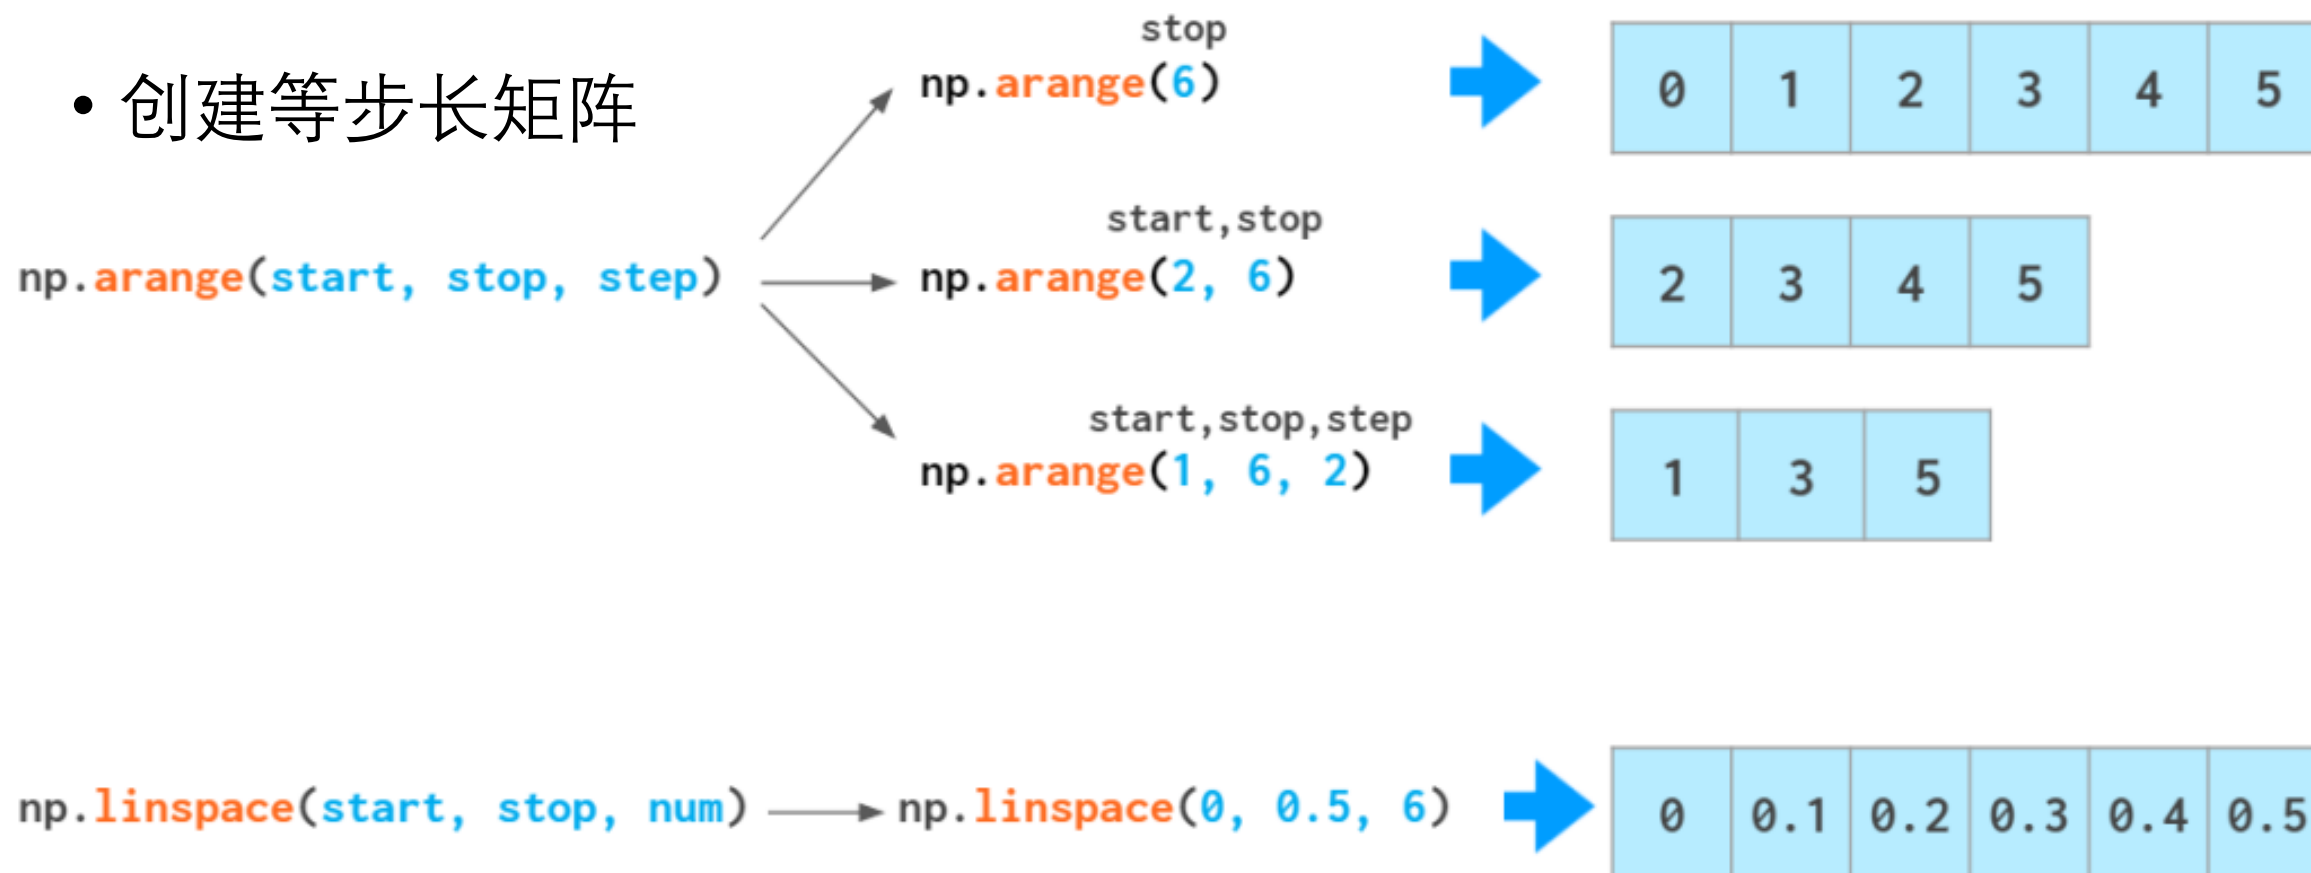 • 创建等步长矩阵
np.arange(start, stop, step)
stop
np.arange(6)
0 1 2 3 4 5
start,stop
np.arange(2, 6)
2 3 4 5
start,stop,step
np.arange(1, 6, 2)
1 3 5
np.linspace(start, stop, num)
np.linspace(0, 0.5, 6)
0 0.1 0.2 0.3 0.4 0.5